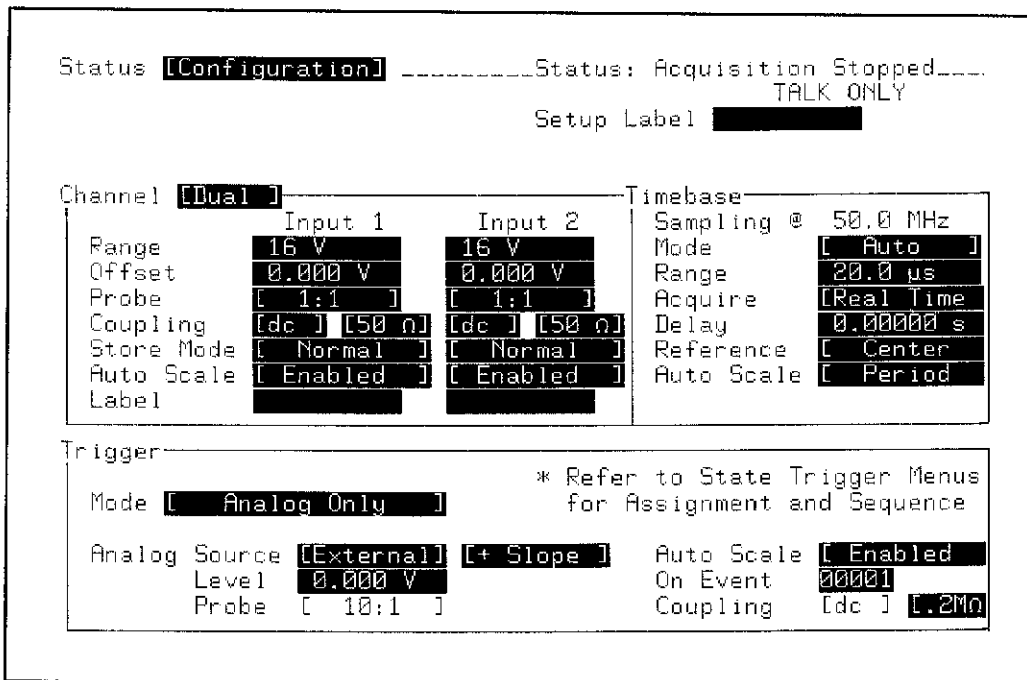 Status [Configuration] __________Status: Acquisition Stopped___.
TALK ONLY
Setup Label
Channel [Dual ]
Input 1 Input 2
Range 16 V 16 V
Offset 0.000 V 0.000 V
Probe [ 1:1 ] [ 1:1 ]
Coupling [dc ] [50 Ω] [dc ] [50 Ω]
Store Mode [ Normal ] [ Normal ]
Auto Scale [ Enabled ] [ Enabled ]
Label
Timebase
Sampling @ 50.0 MHz
Mode [ Auto ]
Range 20.0 µs
Acquire [Real Time
Delay 0.00000 s
Reference [ Center
Auto Scale [ Period
Trigger
* Refer to State Trigger Menus
for Assignment and Sequence
Mode [ Analog Only ]
Analog Source [External] [+ Slope ]
Level 0.000 V
Probe [ 10:1 ]
Auto Scale [ Enabled
On Event 00001
Coupling [dc ] [.2MΩ